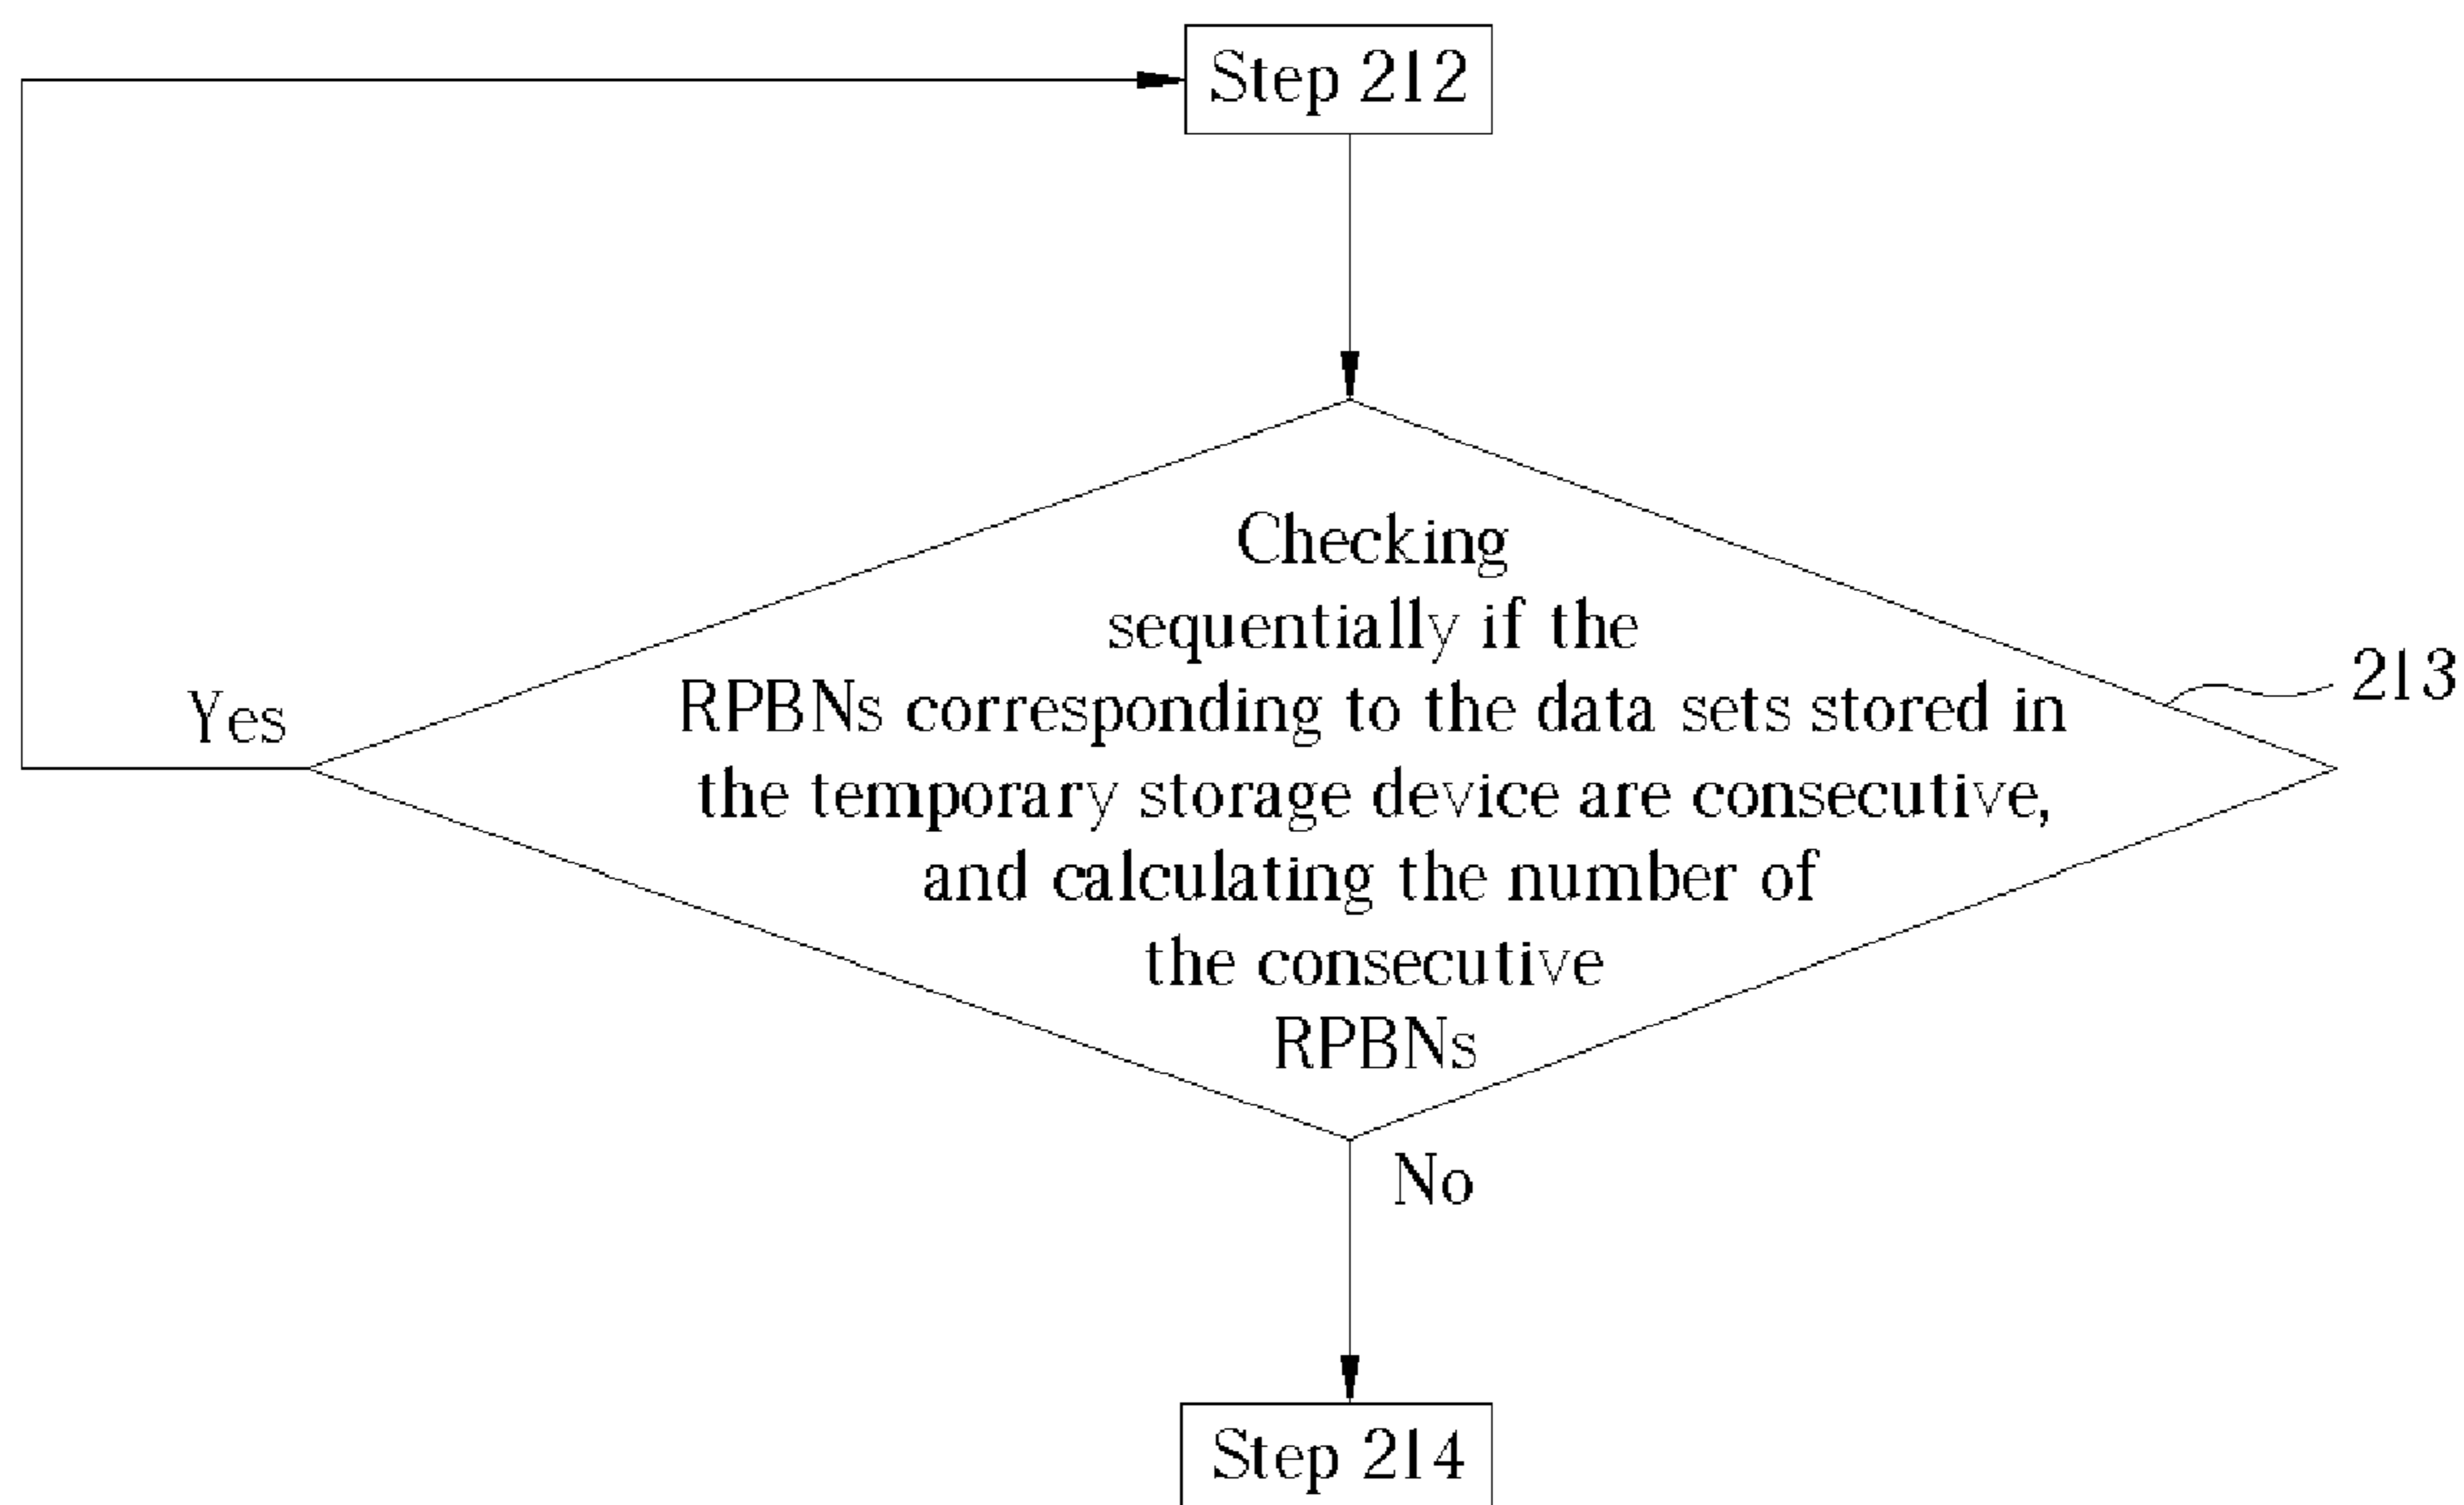 Step 212
Checking
sequentially if the
RPBNs corresponding to the data sets stored in
the temporary storage device are consecutive,
and calculating the number of
the consecutive
RPBNs
213
Yes
No
Step 214